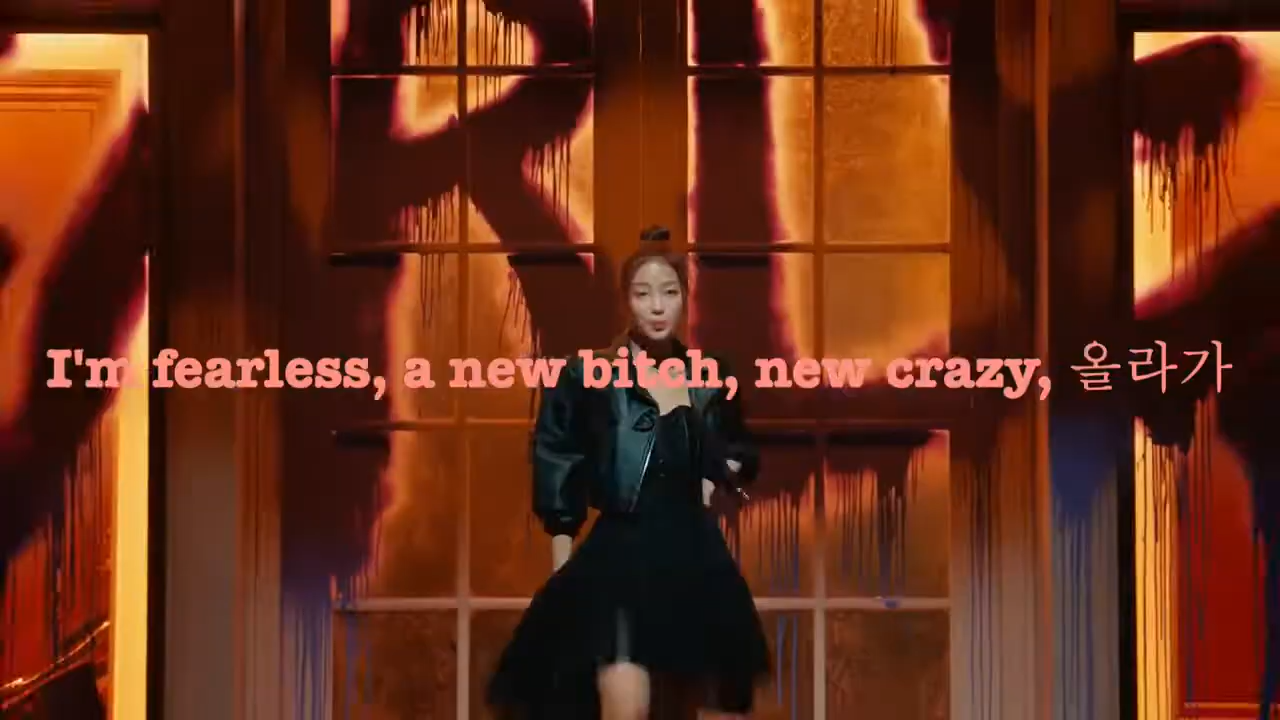 I'm fearless, a new bitch, new crazy, 올라가